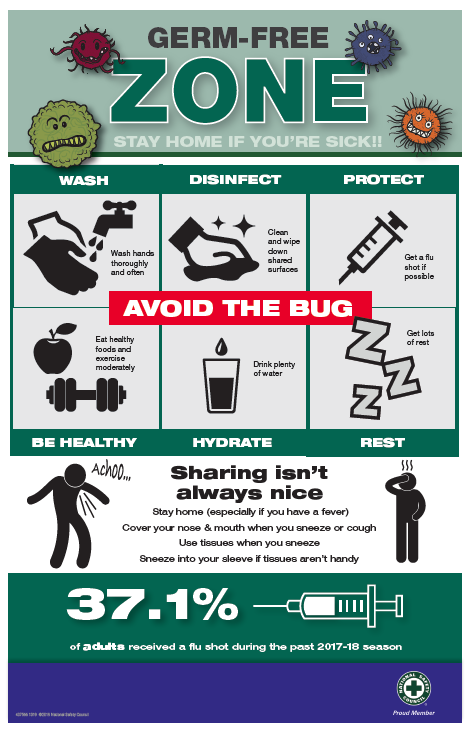 GERM-FREE
ZONE
STAY HOME IF YOU'RE SICK!!
WASH
DISINFECT
PROTECT
Wash hands
thoroughly
and often
Clean
and wipe
down
shared
surfaces
Get a flu
shot if
possible
AVOID THE BUG
Eat healthy
foods and
exercise
moderately
Drink plenty
of water
Get lots
of rest
Z
Z
Z
BE HEALTHY
HYDRATE
REST
Achoo...
Sharing isn't
always nice
Stay home (especially if you have a fever)
Cover your nose & mouth when you sneeze or cough
Use tissues when you sneeze
Sneeze into your sleeve if tissues aren't handy
37.1%
of adults received a flu shot during the past 2017-18 season
National Safety Council
NATIONAL SAFETY
COUNCIL
Proud Member